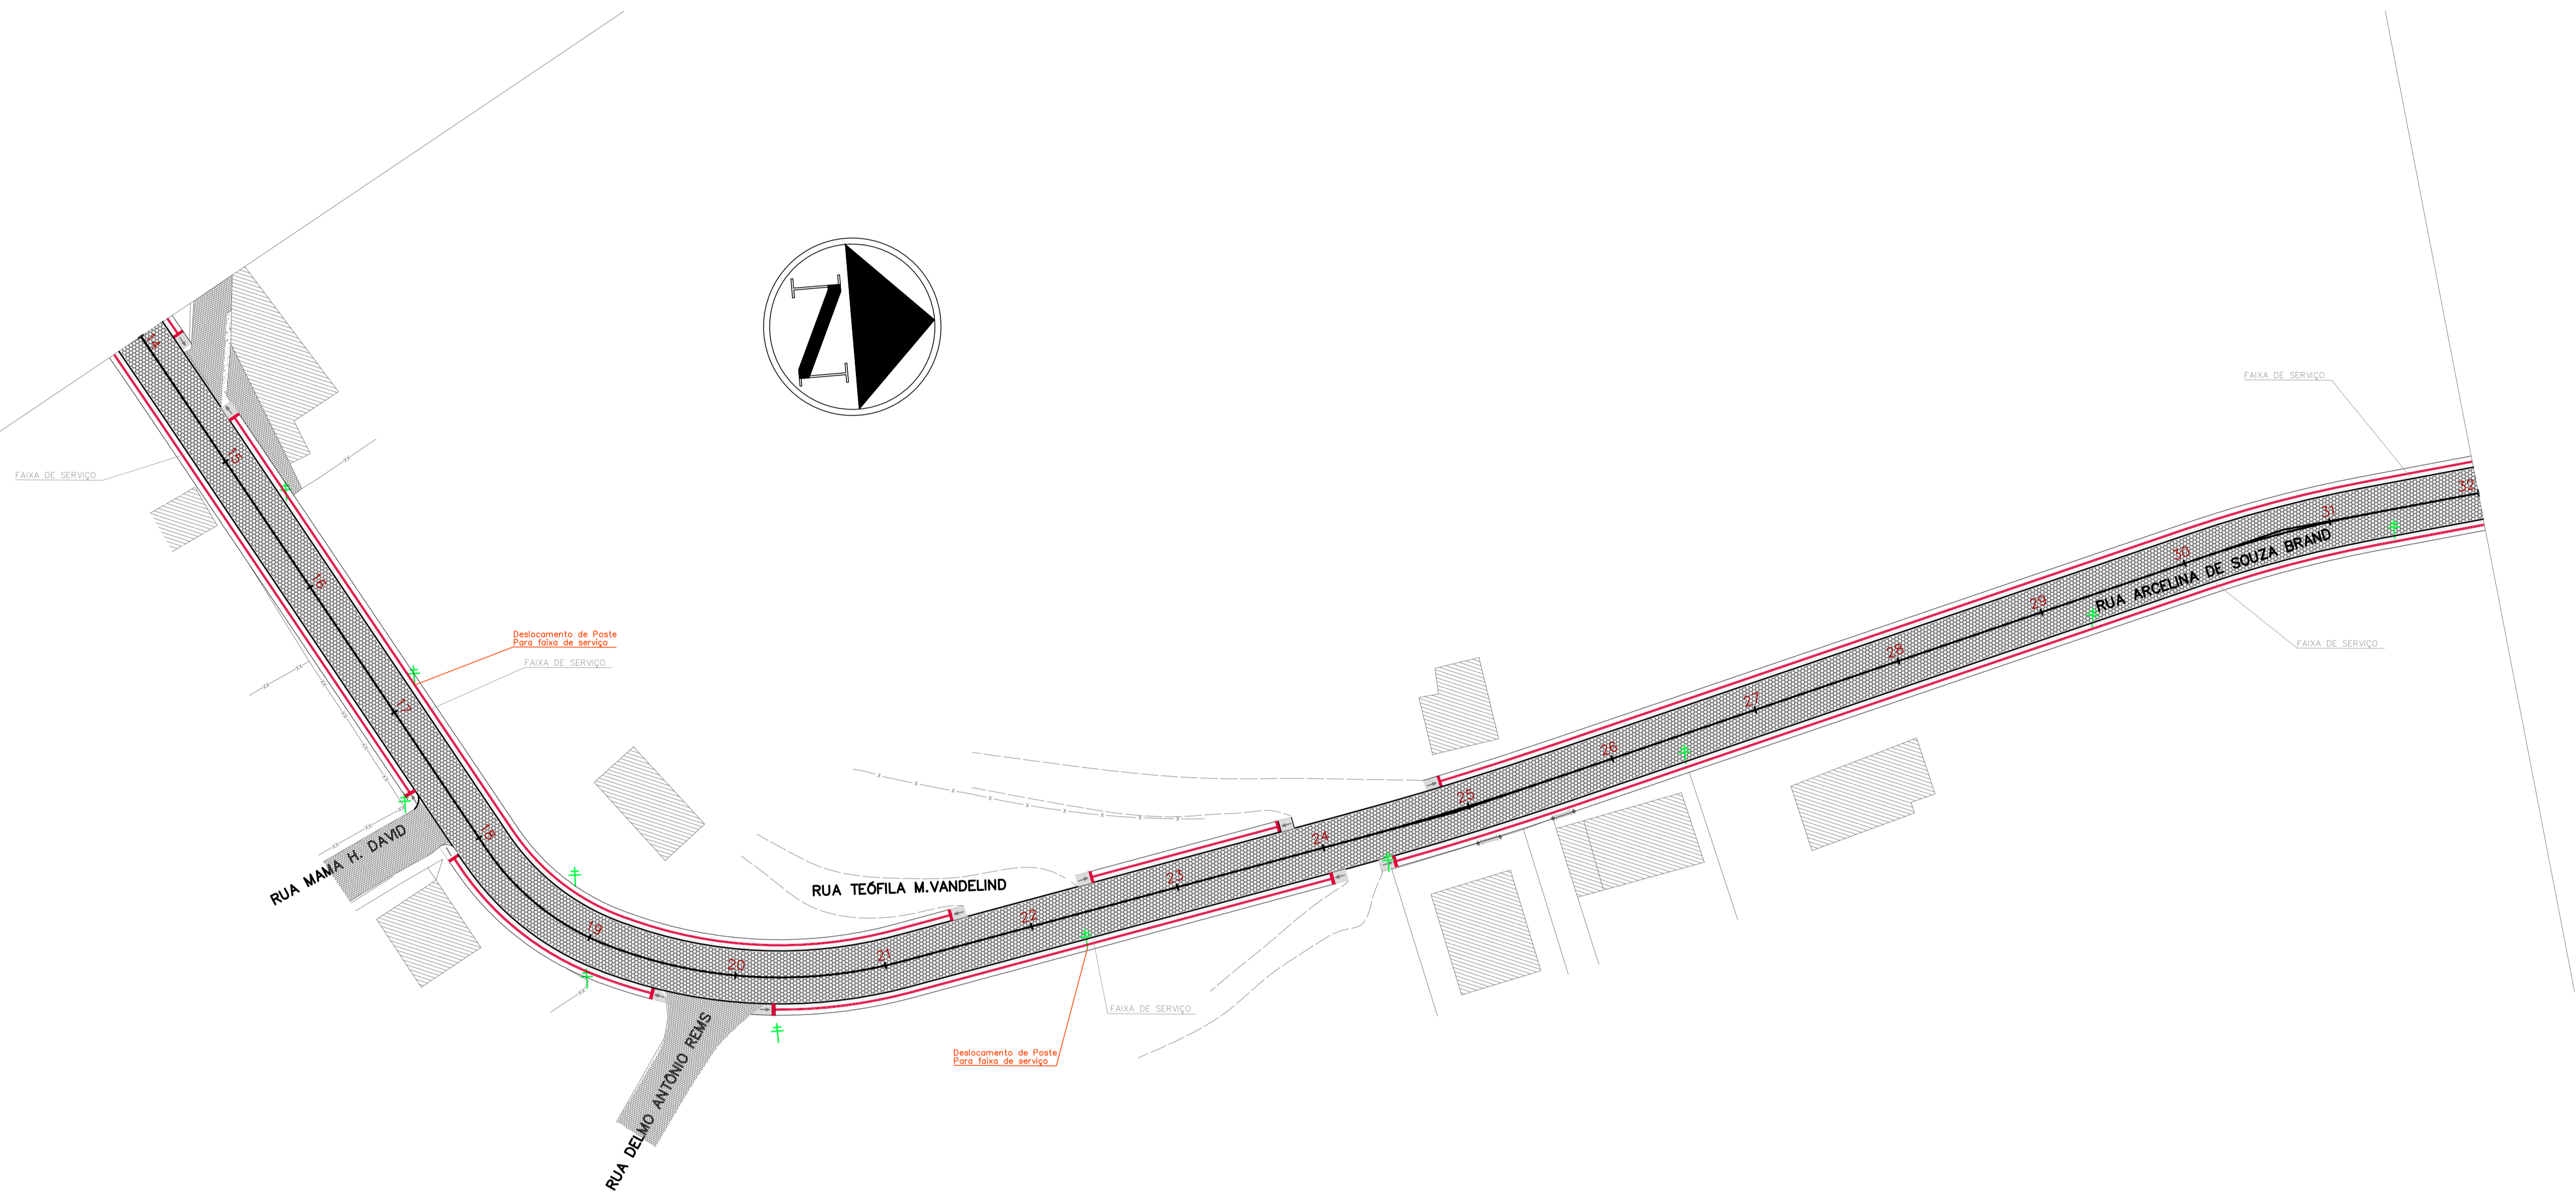 N
FAIXA DE SERVIÇO
14
15
FAIXA DE SERVIÇO
16
Deslocamento de Poste
Para faixa de serviço
FAIXA DE SERVIÇO
17
18
RUA MAMA H. DAVID
19
20
21
RUA TEÓFILA M.VANDELIND
22
23
24
25
26
27
28
29
30
31
32
RUA ARCELINA DE SOUZA BRAND
FAIXA DE SERVIÇO
FAIXA DE SERVIÇO
Deslocamento de Poste
Para faixa de serviço
RUA DELMO ANTÔNIO REMS